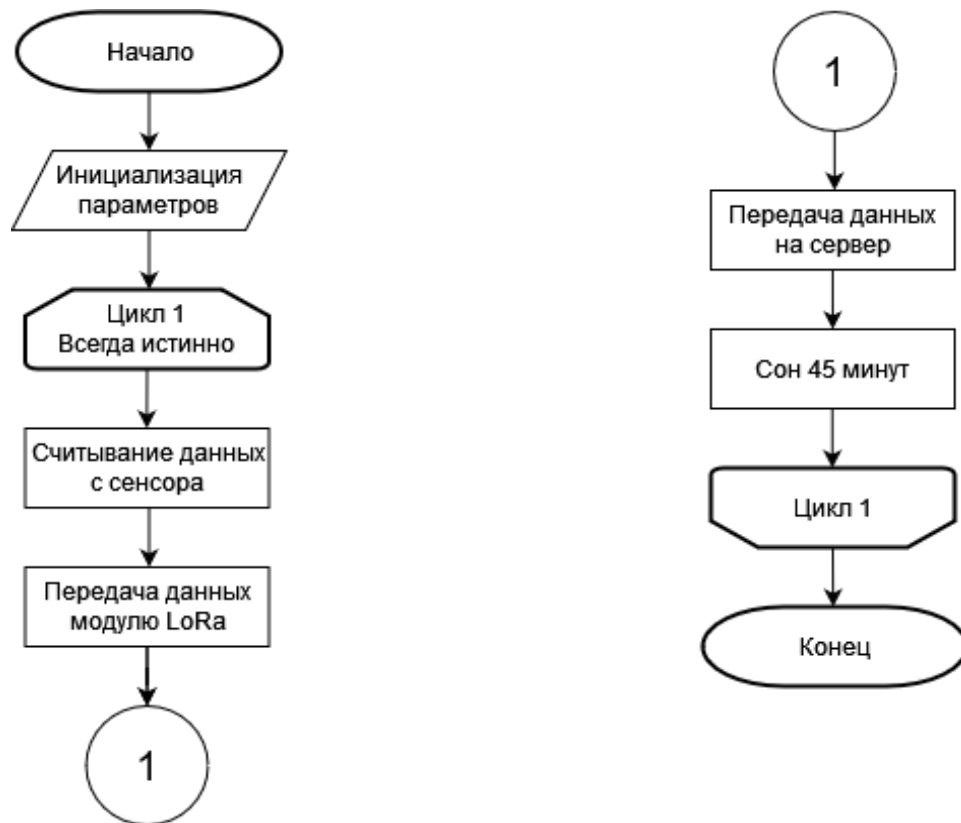 Начало
Инициализация
параметров
Цикл 1
Всегда истинно
Считывание данных
с сенсора
Передача данных
модулю LoRa
1
1
Передача данных
на сервер
Сон 45 минут
Цикл 1
Конец